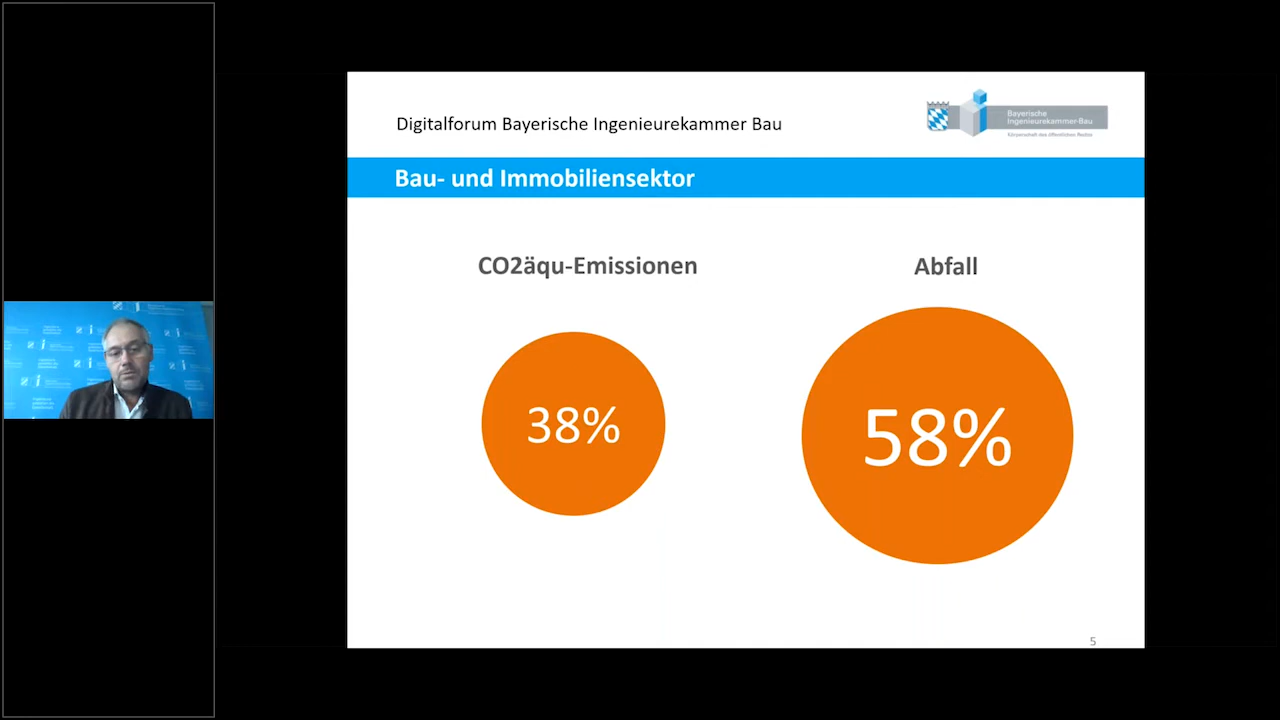 Digitalforum Bayerische Ingenieurekammer Bau
Bayerische
Ingenieurekammer-Bau
Körperschaft des öffentlichen Rechts
Bau- und Immobiliensektor
CO2äqu-Emissionen
Abfall
38%
58%
5